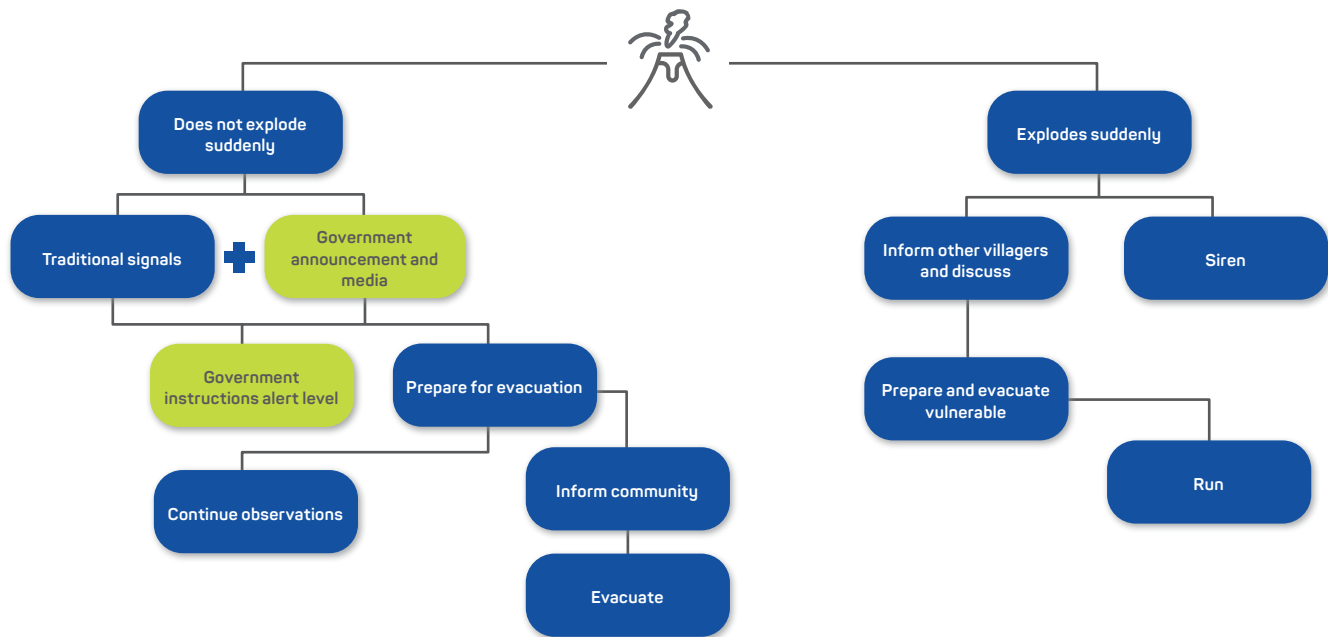 Does not explode
suddenly
Explodes suddenly
Traditional signals
Government
announcement and
media
Inform other villagers
and discuss
Siren
Government
instructions alert level
Prepare for evacuation
Prepare and evacuate
vulnerable
Continue observations
Inform community
Run
Evacuate